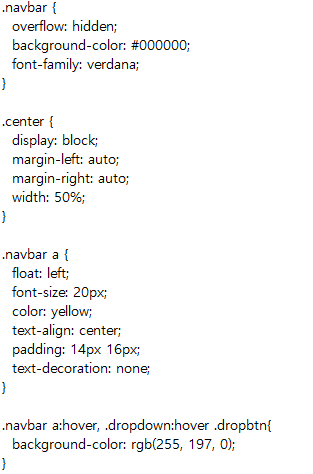 .navbar {
overflow: hidden;
background-color: #000000;
font-family: verdana;
}
.center {
display: block;
margin-left: auto;
margin-right: auto;
width: 50%;
}
.navbar a {
float: left;
font-size: 20px;
color: yellow;
text-align: center;
padding: 14px 16px;
text-decoration: none;
}
.navbar a:hover, .dropdown:hover .dropbtn{
background-color: rgb(255, 197, 0);
}